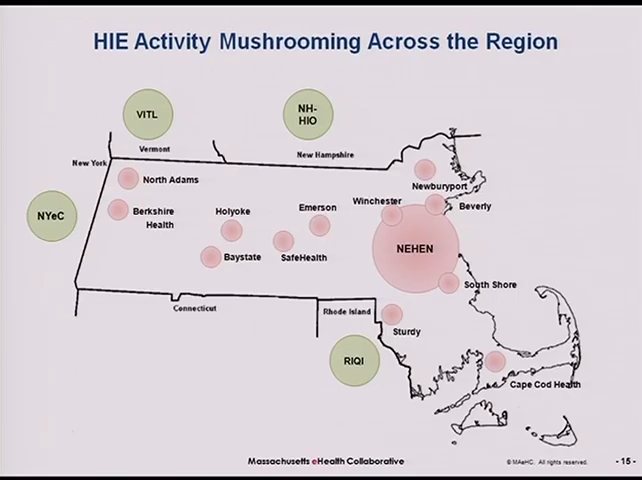 HIE Activity Mushrooming Across the Region
VITL
NH-
HIO
Vermont
New Hampshire
New York
North Adams
Newburyport
Winchester
Beverly
NYeC
Berkshire
Health
Holyoke
Emerson
NEHEN
Baystate
SafeHealth
South Shore
Connecticut
Rhode Island
Sturdy
RIQI
Cape Cod Health
Massachusetts eHealth Collaborative
© MAeHC. All rights reserved.
- 15 -